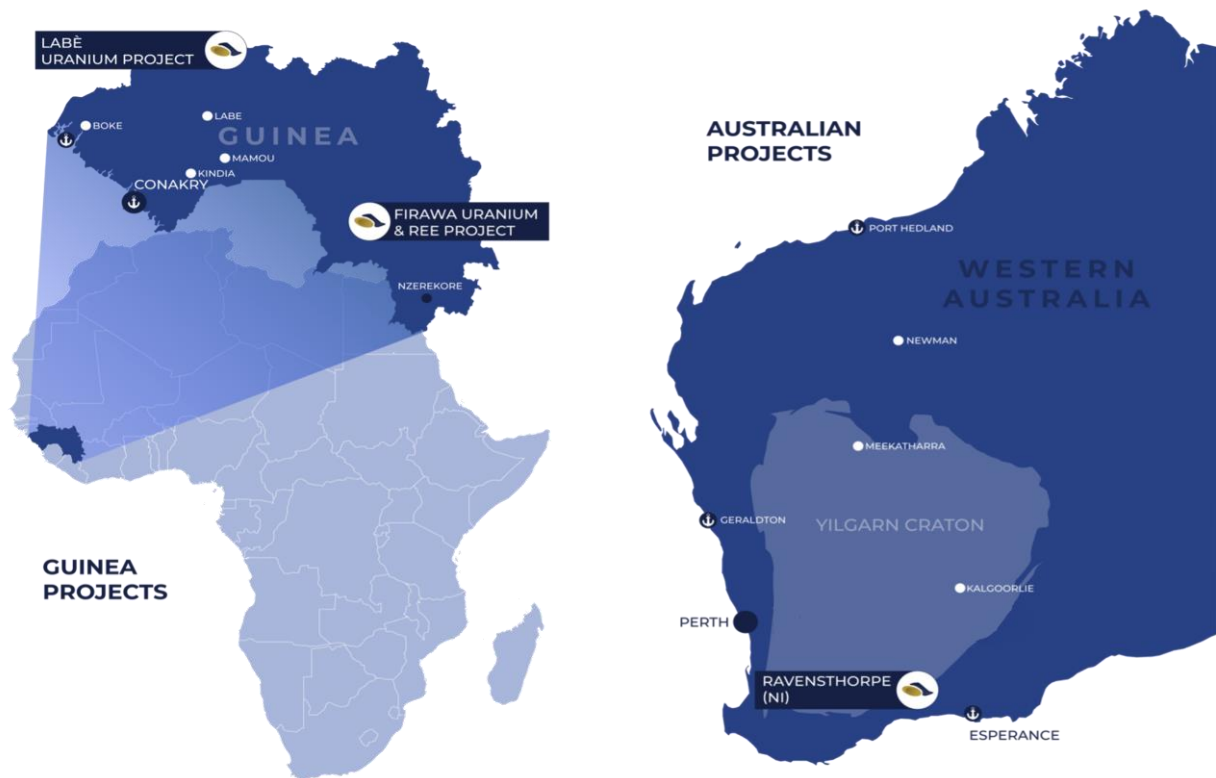 LABÈ
URANIUM PROJECT
BOKE
LABE
GUINEA
MAMOU
KINDIA
CONAKRY
FIRAWA URANIUM
& REE PROJECT
NZEREKORE
GUINEA
PROJECTS
AUSTRALIAN
PROJECTS
PORT HEDLAND
WESTERN
AUSTRALIA
NEWMAN
MEEKATHARRA
GERALDTON
YILGARN CRATON
KALGOORLIE
PERTH
RAVENSTHORPE
(NI)
ESPERANCE